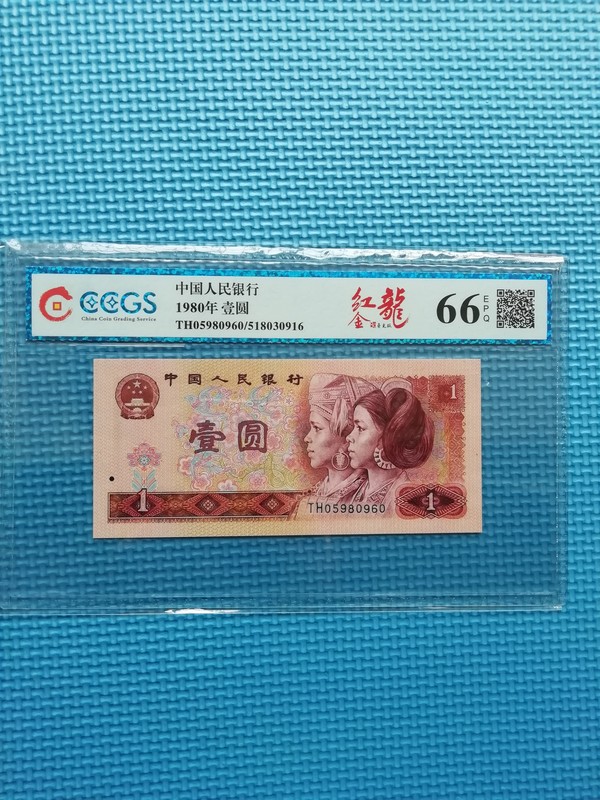 CCGS
China Coin Grading Service
中国人民银行
1980年 壹圆
TH05980960/518030916
红金龍
66
EPQ
中国人民银行
1
壹圆
1
TH05980960
1